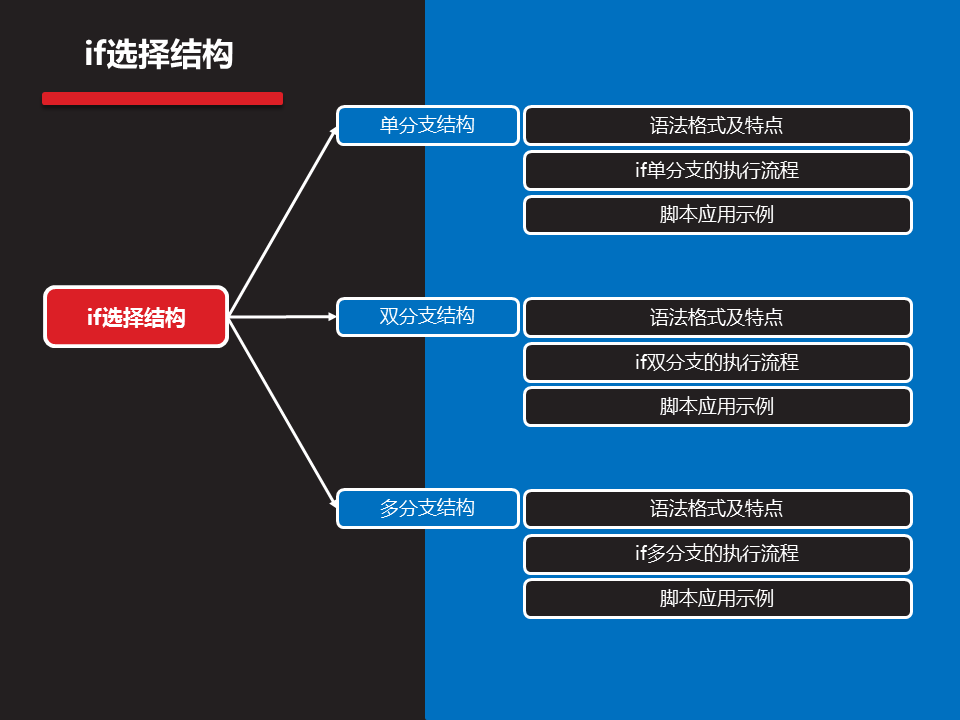 if选择结构
单分支结构
语法格式及特点
if单分支的执行流程
脚本应用示例
if选择结构
双分支结构
语法格式及特点
if双分支的执行流程
脚本应用示例
多分支结构
语法格式及特点
if多分支的执行流程
脚本应用示例